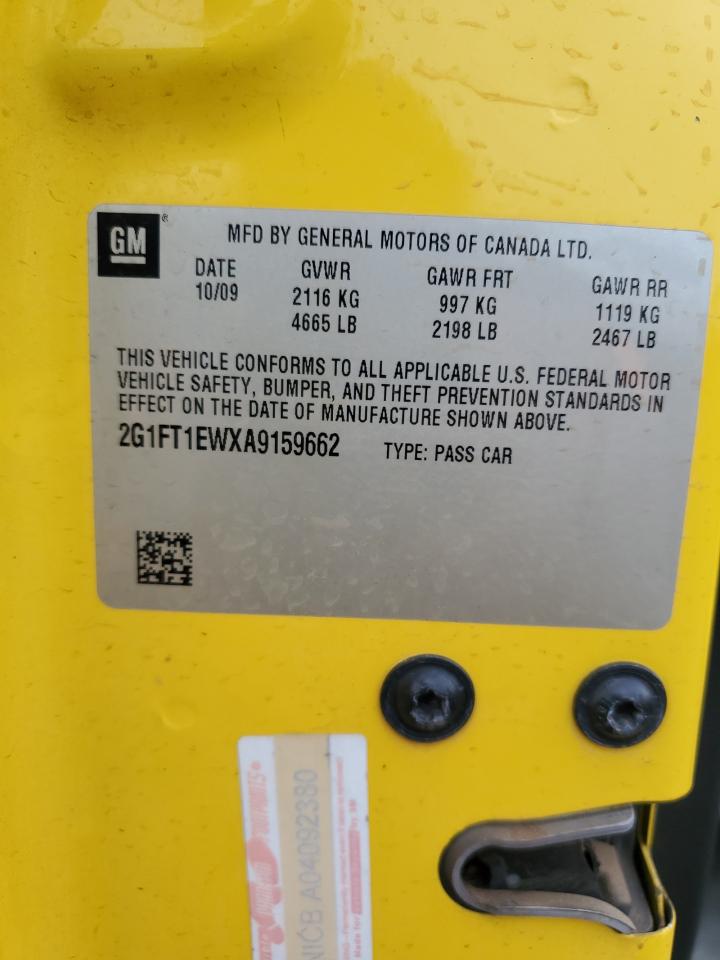 GM
MFD BY GENERAL MOTORS OF CANADA LTD.
DATE GVWR GAWR FRT GAWR RR
10/09 2116 KG 997 KG 1119 KG
4665 LB 2198 LB 2467 LB
THIS VEHICLE CONFORMS TO ALL APPLICABLE U.S. FEDERAL MOTOR
VEHICLE SAFETY, BUMPER, AND THEFT PREVENTION STANDARDS IN
EFFECT ON THE DATE OF MANUFACTURE SHOWN ABOVE.
2G1FT1EWXA9159662 TYPE: PASS CAR
NICB A04092380
Made for